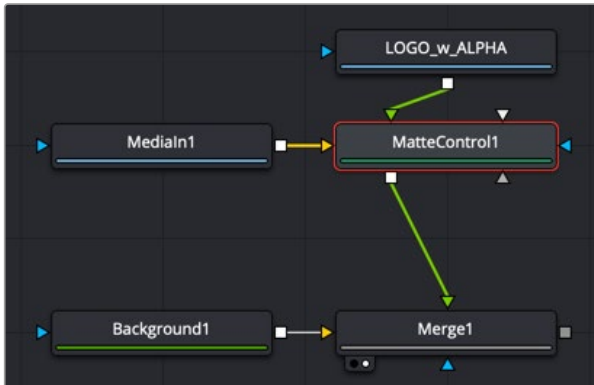 LOGO_w_ALPHA
MediaIn1
MatteControl1
Background1
Merge1